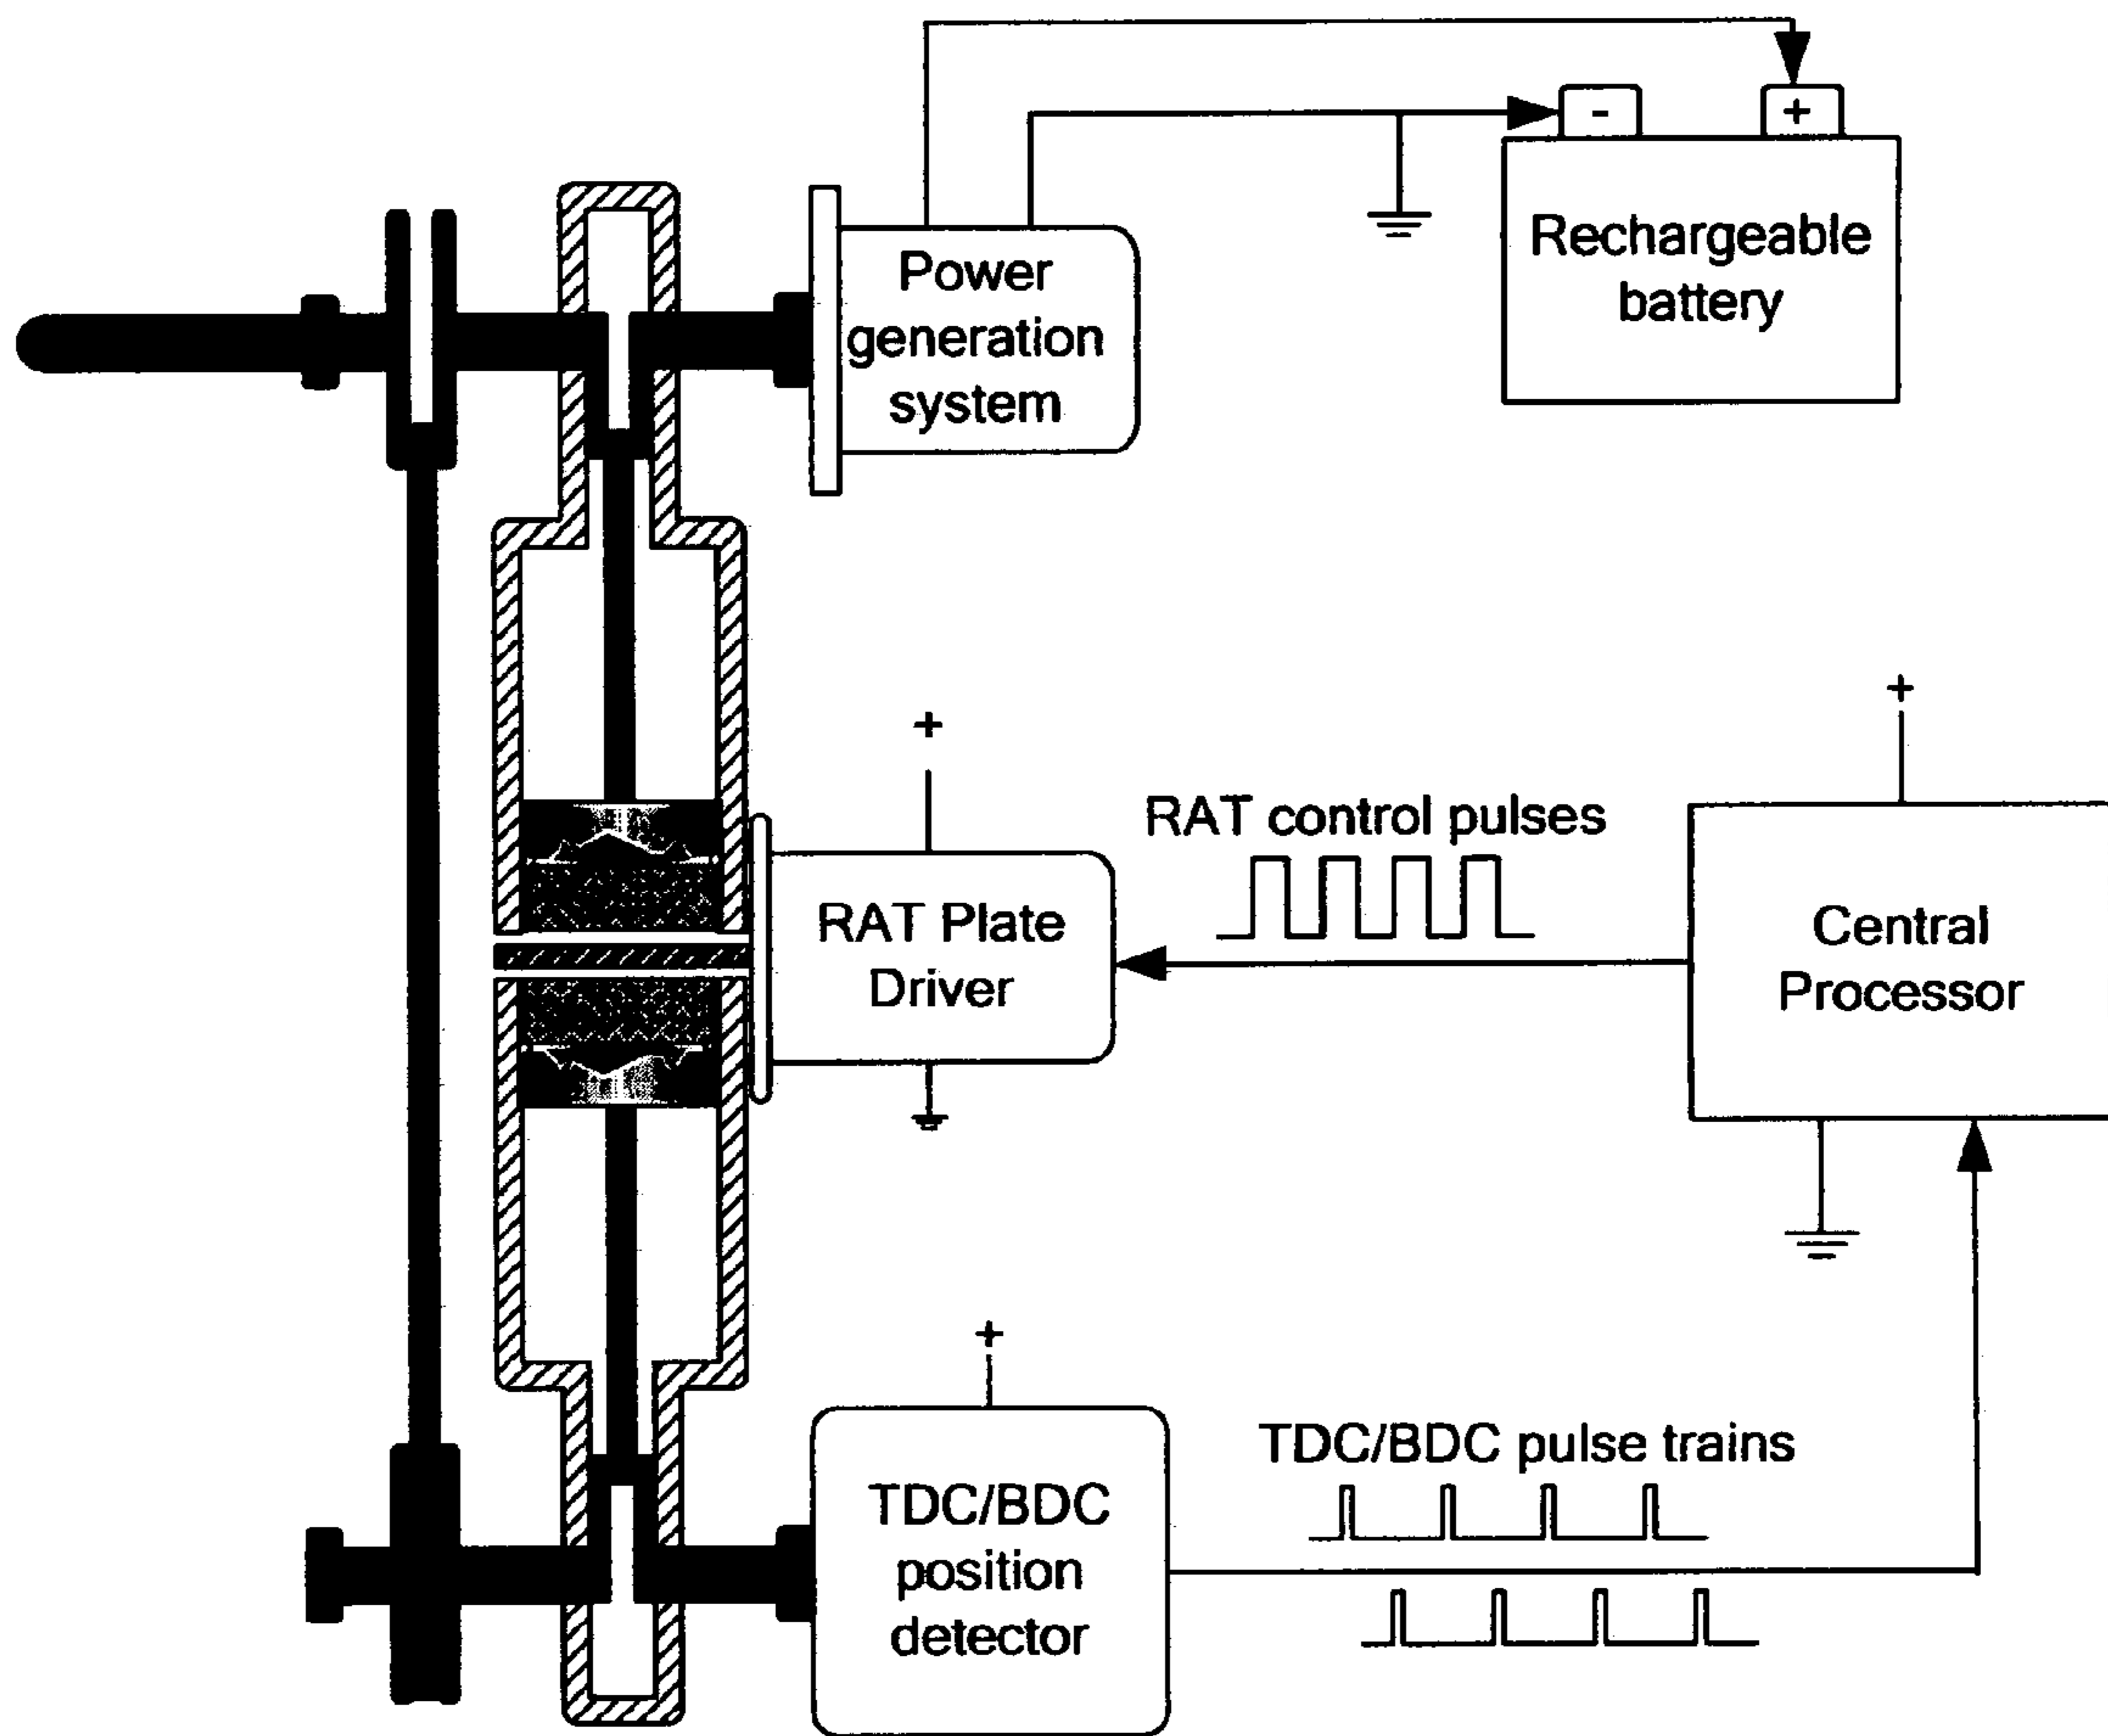 - +
Rechargeable
battery
Power
generation
system
+
+
RAT control pulses
RAT Plate
Driver
Central
Processor
+
TDC/BDC pulse trains
TDC/BDC
position
detector